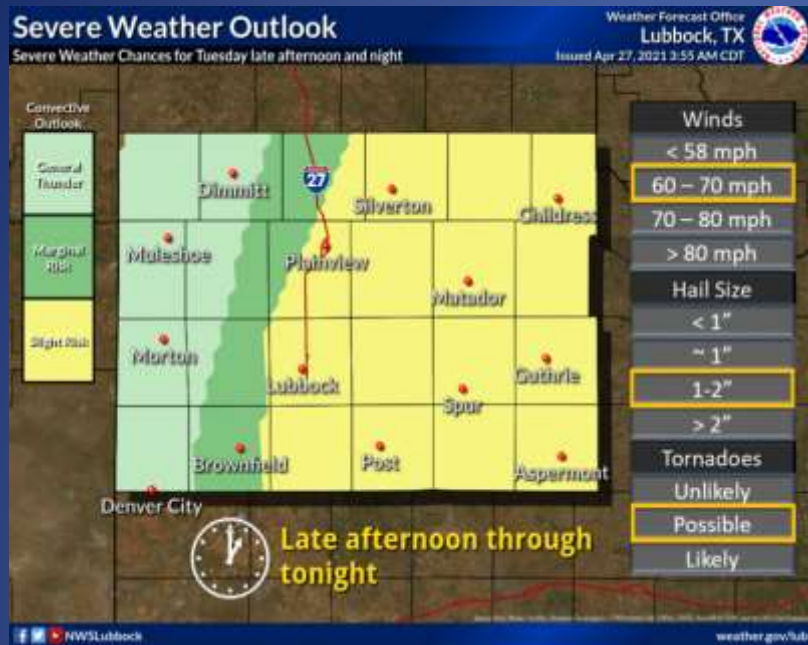 Severe Weather Outlook
Severe Weather Chances for Tuesday late afternoon and night
Weather Forecast Office
Lubbock, TX
Issued Apr 27, 2021 3:55 AM CDT
Convective
Outlook
General
Thunder
Marginal
Risk
Slight Risk
27
Dimmitt
Silverton
Childress
Muleshoe
Plainview
Matador
Morton
Lubbock
Guthrie
Spur
Brownfield
Post
Aspermont
Denver City
Late afternoon through
tonight
Winds
< 58 mph
60 – 70 mph
70 – 80 mph
> 80 mph
Hail Size
< 1”
~ 1”
1-2”
> 2”
Tornadoes
Unlikely
Possible
Likely
NWSLubbock
weather.gov/lub